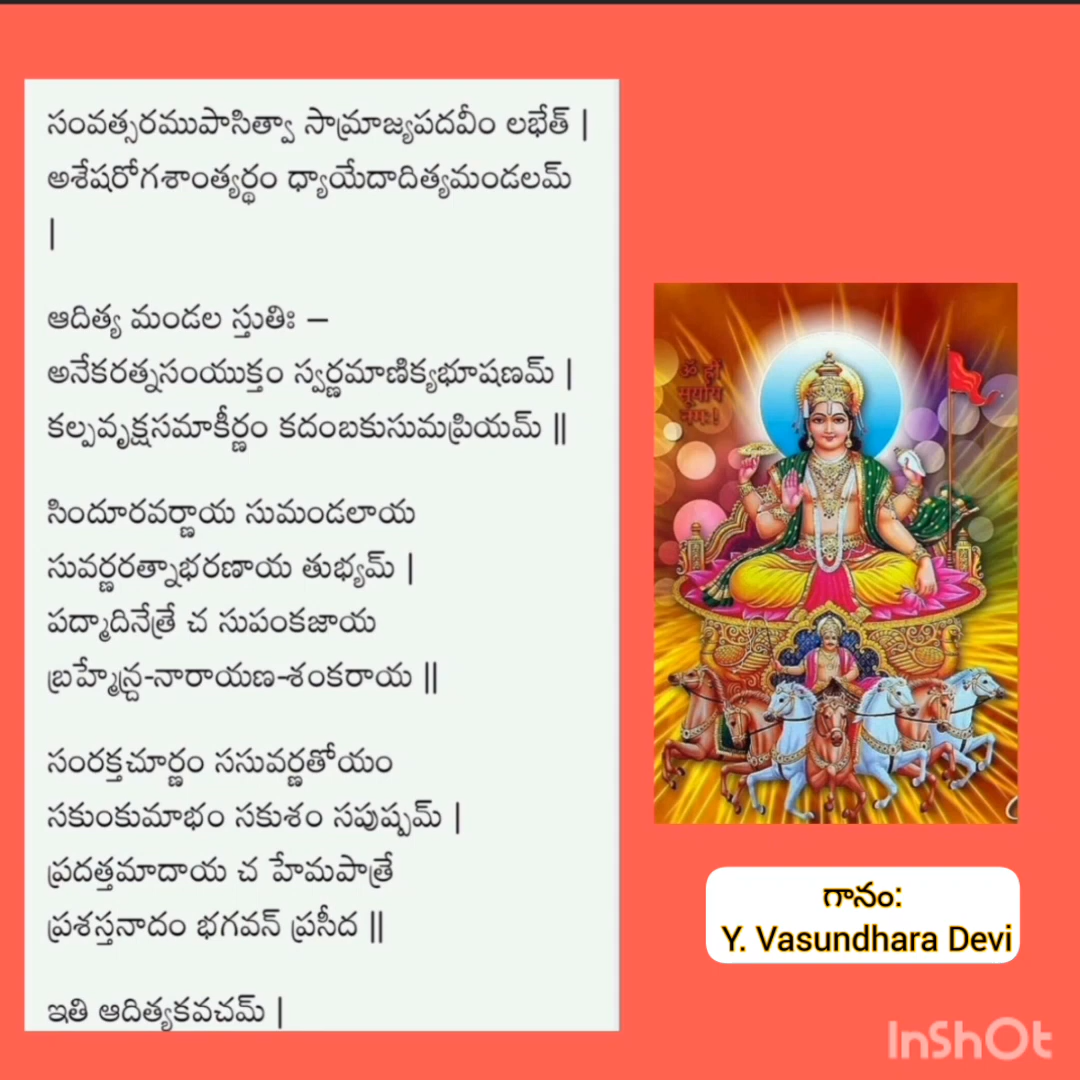 సంవత్సరముపాసిత్వా సామ్రాజ్యపదవీం లభేత్ |
అశేషరోగశాంత్యర్థం ధ్యాయేదాదిత్యమండలమ్
|
ఆదిత్య మండల స్తుతిః –
అనేకరత్నసంయుక్తం స్వర్ణమాణిక్యభూషణమ్ |
కల్పవృక్షసమాకీర్ణం కదంబకుసుమప్రియమ్ ||
సిందూరవర్ణాయ సుమండలాయ
సువర్ణరత్నాభరణాయ తుభ్యమ్ |
పద్మాదినేత్రే చ సుపంకజాయ
బ్రహ్మేన్ద్ర-నారాయణ-శంకరాయ ||
సంరక్తచూర్ణం ససువర్ణతోయం
సకుంకుమాభం సకుశం సపుష్పమ్ |
ప్రదత్తమాదాయ చ హేమపాత్రే
ప్రశస్తనాదం భగవన్ ప్రసీద ||
ఇతి ఆదిత్యకవచమ్ |
ॐ ह्रीं
सूर्याय
नमः!
గానం:
Y. Vasundhara Devi
InShOt